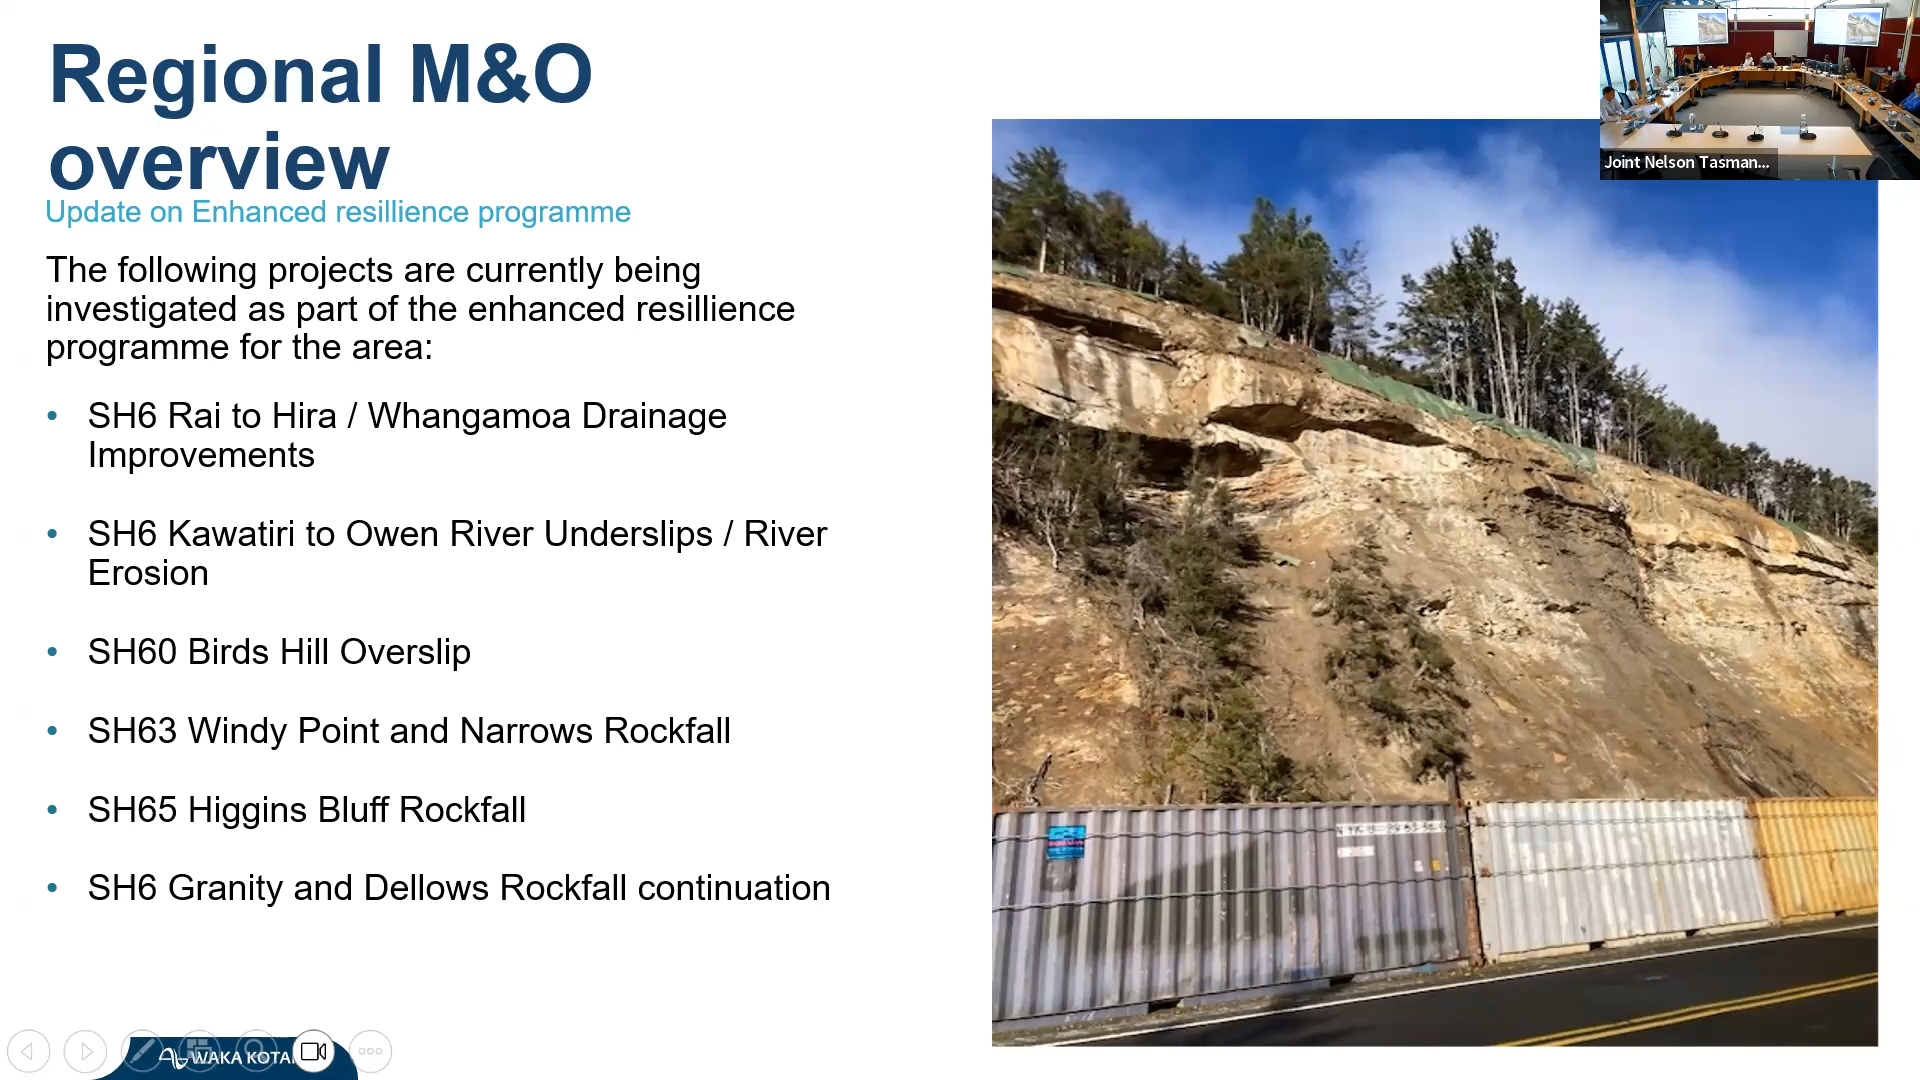 Regional M&O
overview
Update on Enhanced resillience programme
The following projects are currently being
investigated as part of the enhanced resillience
programme for the area:
• SH6 Rai to Hira / Whangamoa Drainage
Improvements
• SH6 Kawatiri to Owen River Underslips / River
Erosion
• SH60 Birds Hill Overslip
• SH63 Windy Point and Narrows Rockfall
• SH65 Higgins Bluff Rockfall
• SH6 Granity and Dellows Rockfall continuation
Joint Nelson Tasman...
WAKA KOTA